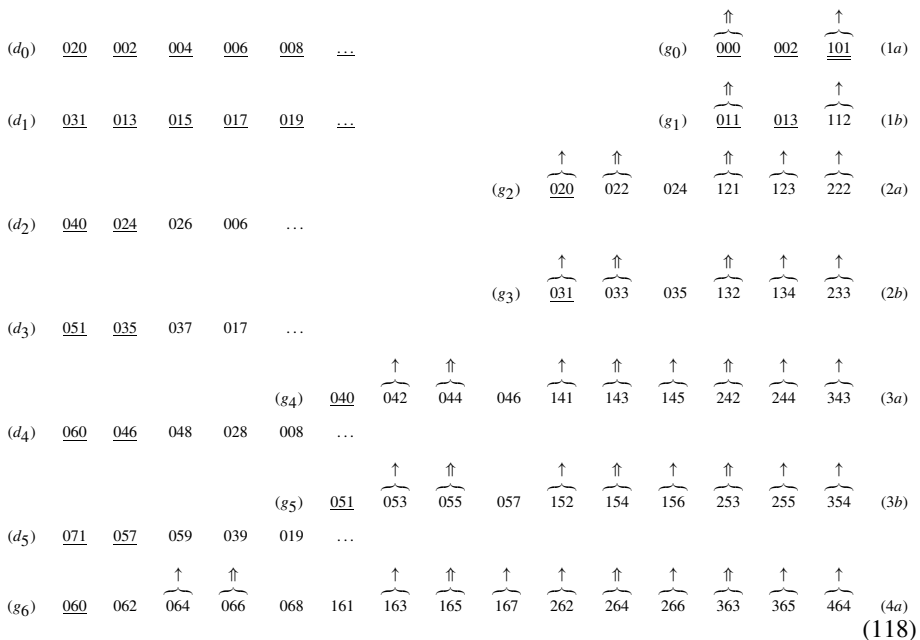 ⇑ ↑
(d0) 020 002 004 006 008 ... (g0) 000 002 101 (1a)
⇑ ↑
(d1) 031 013 015 017 019 ... (g1) 011 013 112 (1b)
↑ ⇑ ⇑ ↑ ↑
(g2) 020 022 024 121 123 222 (2a)
(d2) 040 024 026 006 ...
↑ ⇑ ⇑ ↑ ↑
(g3) 031 033 035 132 134 233 (2b)
(d3) 051 035 037 017 ...
↑ ⇑ ↑ ⇑ ↑ ⇑ ↑ ↑
(g4) 040 042 044 046 141 143 145 242 244 343 (3a)
(d4) 060 046 048 028 008 ...
↑ ⇑ ↑ ⇑ ↑ ⇑ ↑ ↑
(g5) 051 053 055 057 152 154 156 253 255 354 (3b)
(d5) 071 057 059 039 019 ...
↑ ⇑ ↑ ⇑ ↑ ↑ ⇑ ↑ ⇑ ↑ ↑
(g6) 060 062 064 066 068 161 163 165 167 262 264 266 363 365 464 (4a)
(118)